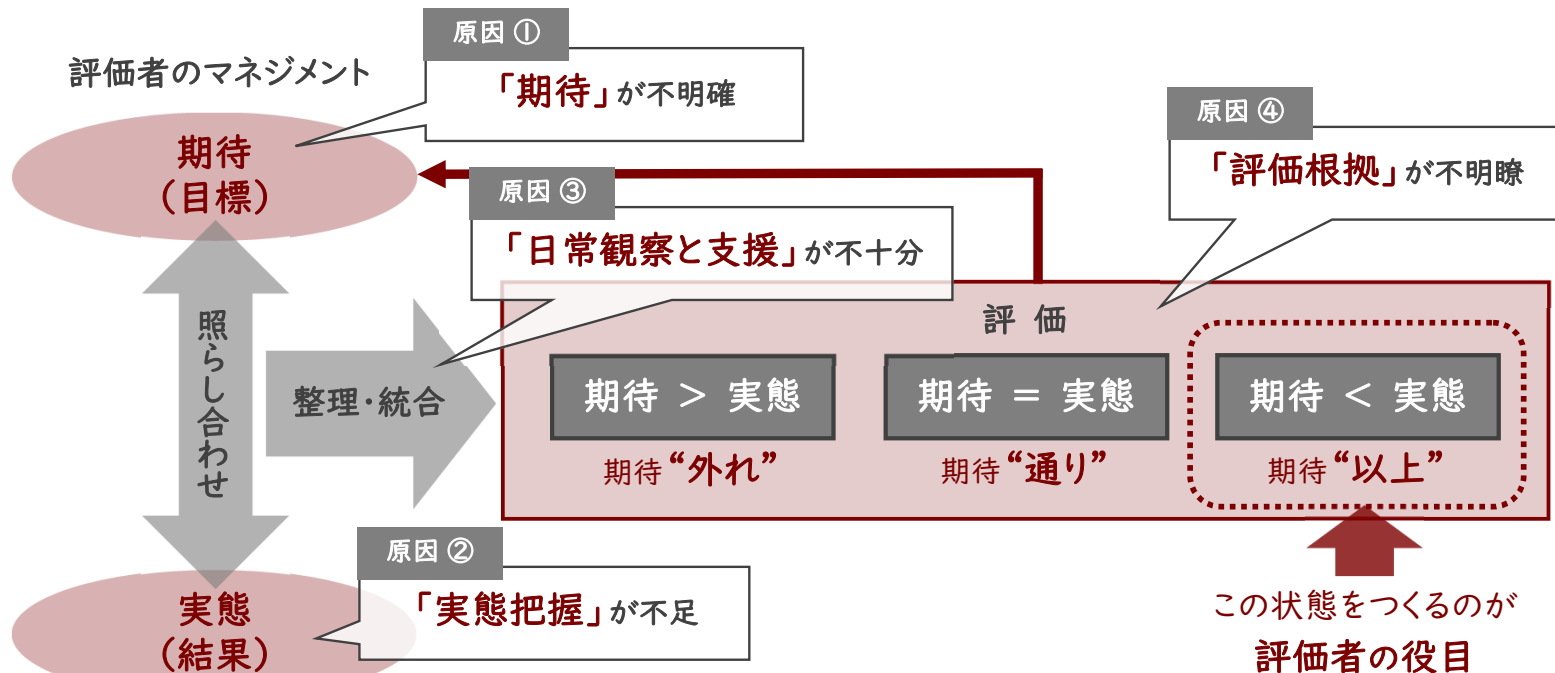 評価者のマネジメント
原因 ①
「期待」が不明確
期待
(目標)
照らし合わせ
実態
(結果)
原因 ②
「実態把握」が不足
整理・統合
原因 ③
「日常観察と支援」が不十分
原因 ④
「評価根拠」が不明瞭
評 価
期待 > 実態
期待“外れ”
期待 = 実態
期待“通り”
期待 < 実態
期待“以上”
この状態をつくるのが
評価者の役目